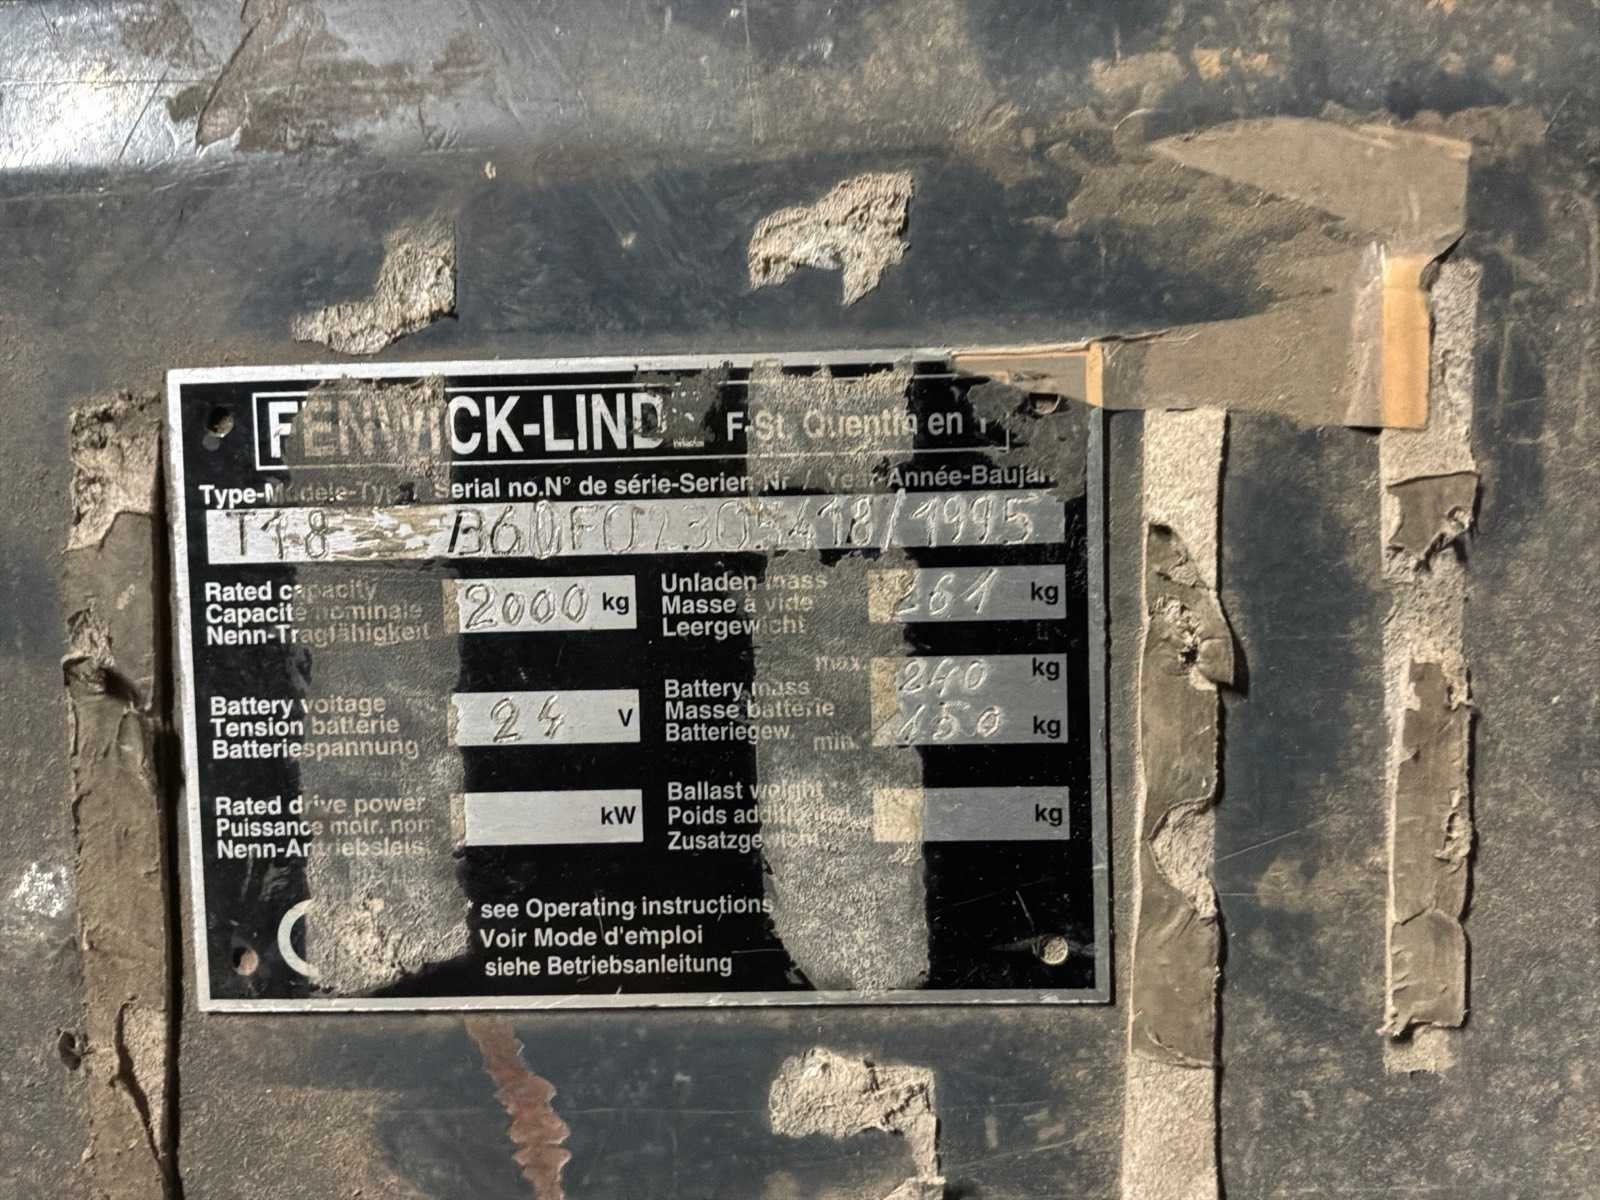 FENWICK-LINDE F-St. Quentin en
Type-Modele-Typ Serial no.N° de série-Serien Nr / Year-Année-Baujahr
T18 1995
Rated capacity
Capacité nominale
Nenn-Tragfähigkeit
2000 kg
Unladen mass
Masse à vide
Leergewicht
261 kg
Battery voltage
Tension batterie
Batteriespannung
24 V
Battery mass
Masse batterie
Batteriegew.
max. 240 kg
min. 150 kg
Rated drive power
Puissance motr. nom
Nenn-Antriebsleist.
kW
Ballast weight
Poids additionnel
Zusatzgewicht
kg
* see Operating instructions
Voir Mode d'emploi
siehe Betriebsanleitung